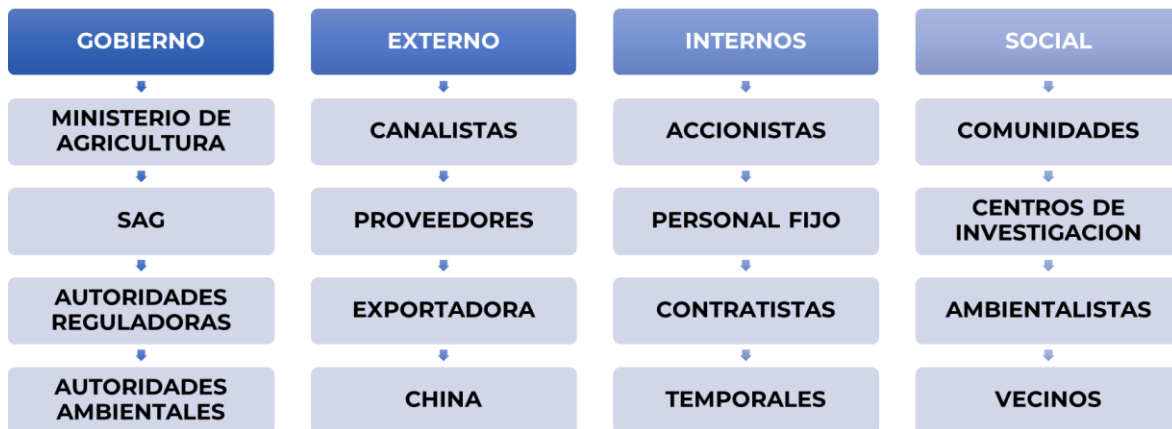 GOBIERNO
MINISTERIO DE
AGRICULTURA
SAG
AUTORIDADES
REGULADORAS
AUTORIDADES
AMBIENTALES
EXTERNO
CANALISTAS
PROVEEDORES
EXPORTADORA
CHINA
INTERNOS
ACCIONISTAS
PERSONAL FIJO
CONTRATISTAS
TEMPORALES
SOCIAL
COMUNIDADES
CENTROS DE
INVESTIGACION
AMBIENTALISTAS
VECINOS